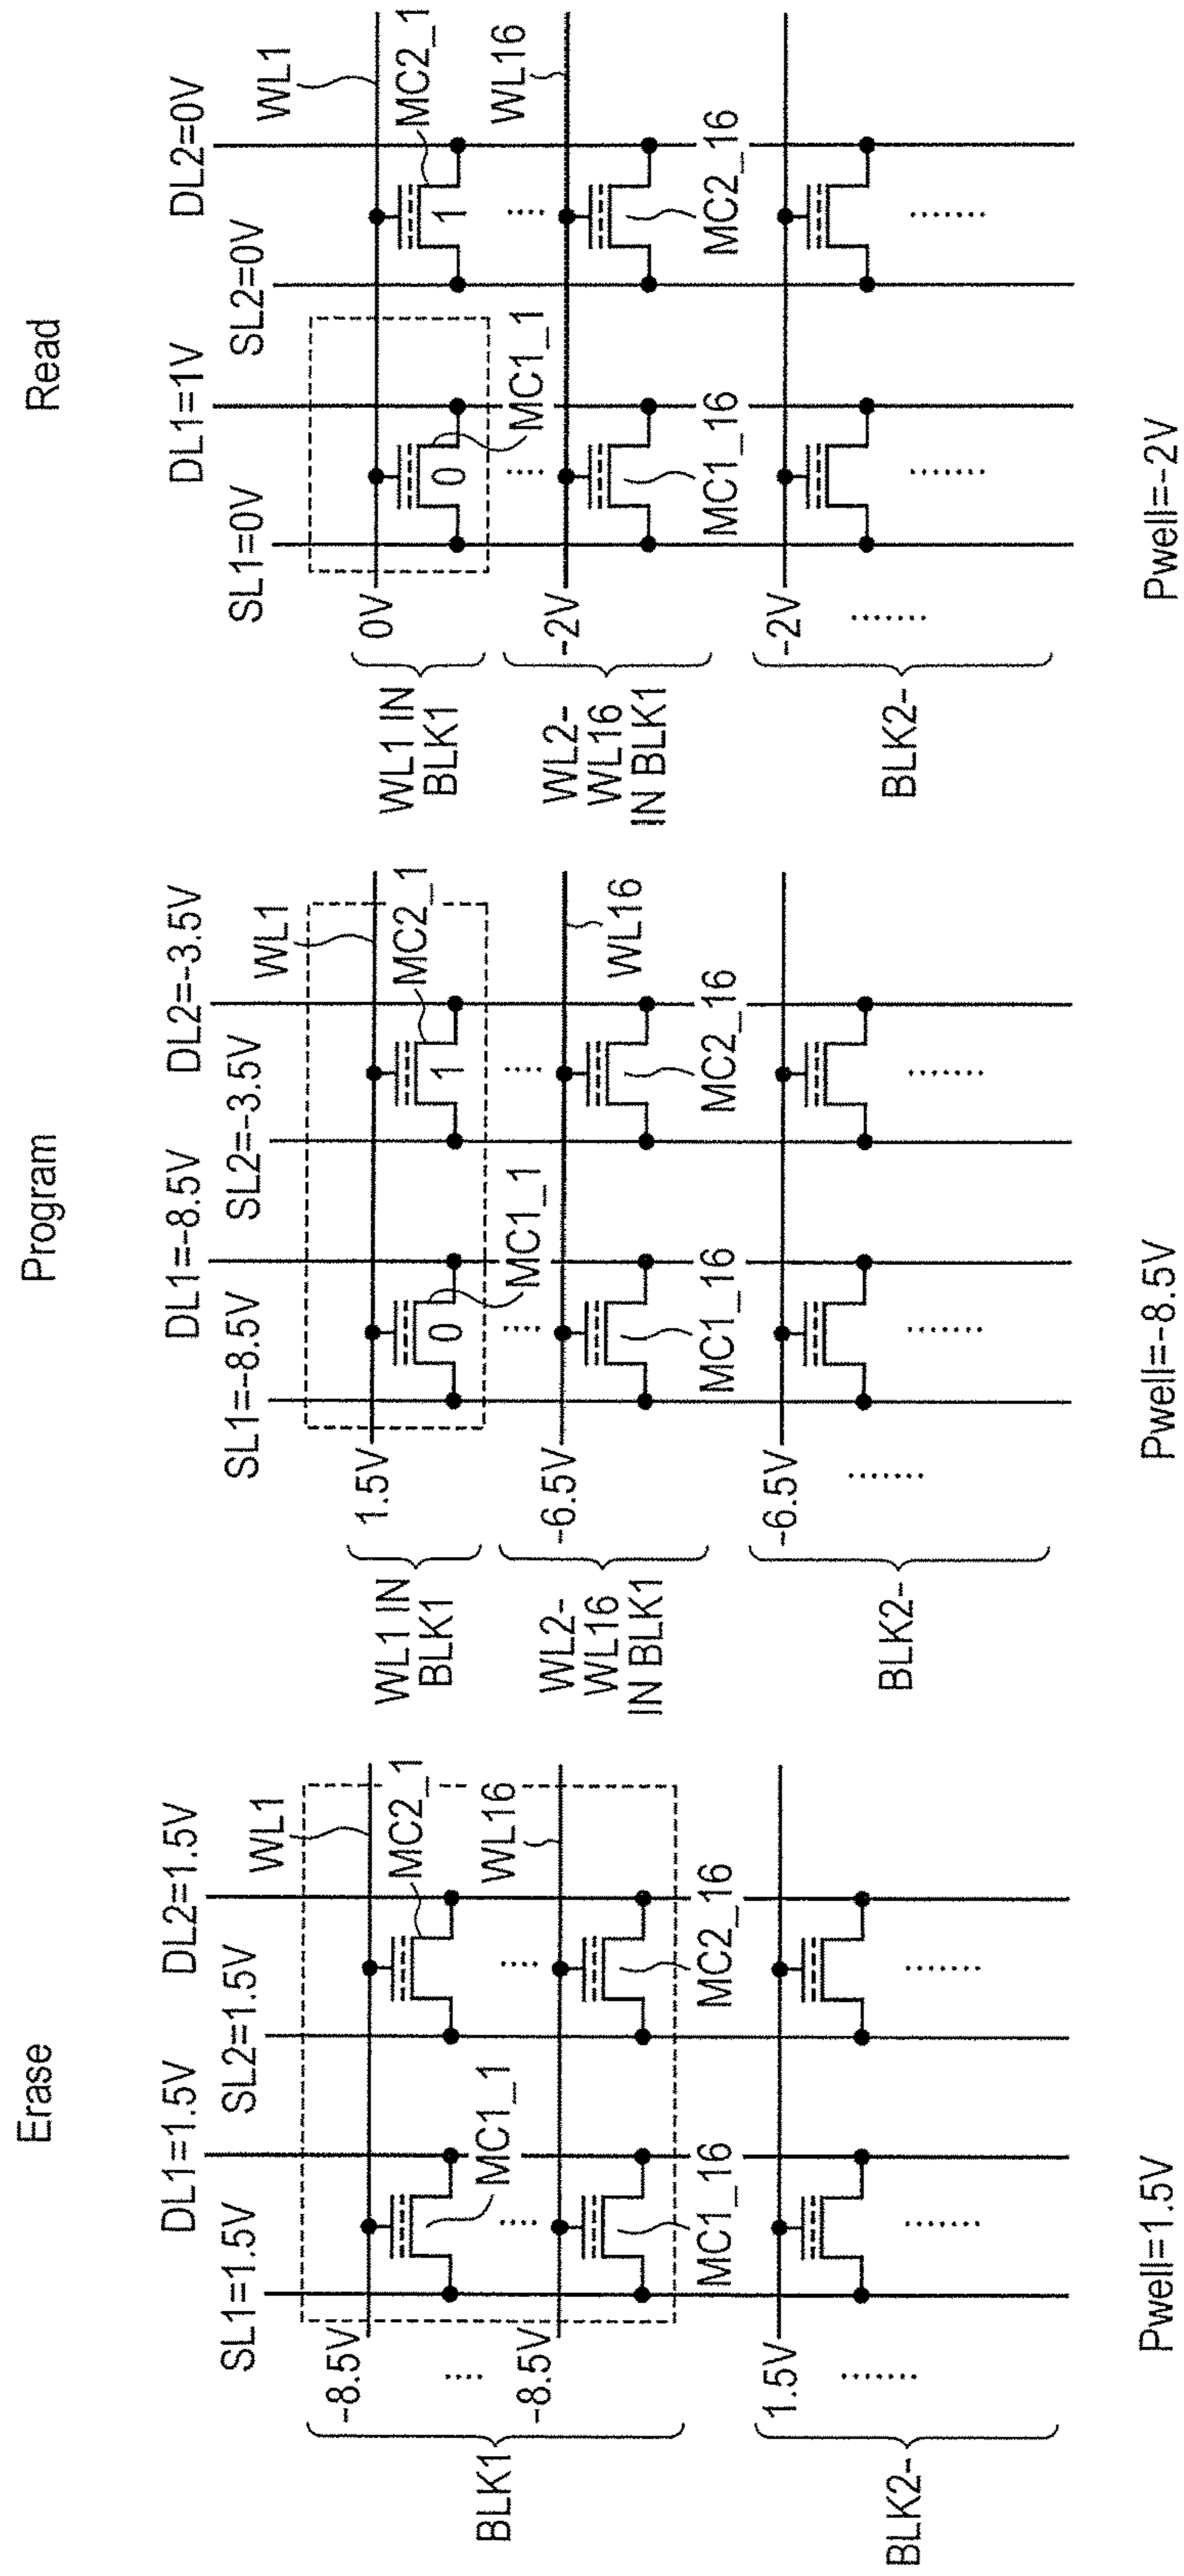 Erase
SL1=1.5V
DL1=1.5V
SL2=1.5V
DL2=1.5V
WL1
-8.5V
MC1_1
MC2_1
BLK1
WL16
-8.5V
MC1_16
MC2_16
1.5V
BLK2-
Pwell=1.5V
Program
SL1=-8.5V
DL1=-8.5V
SL2=-3.5V
DL2=-3.5V
WL1
1.5V
WL1 IN
BLK1
0
1
MC1_1
MC2_1
WL16
-6.5V
WL2-
WL16
IN BLK1
MC1_16
MC2_16
-6.5V
BLK2-
Pwell=-8.5V
Read
SL1=0V
DL1=1V
SL2=0V
DL2=0V
WL1
0V
WL1 IN
BLK1
0
1
MC1_1
MC2_1
WL16
-2V
WL2-
WL16
IN BLK1
MC1_16
MC2_16
-2V
BLK2-
Pwell=-2V